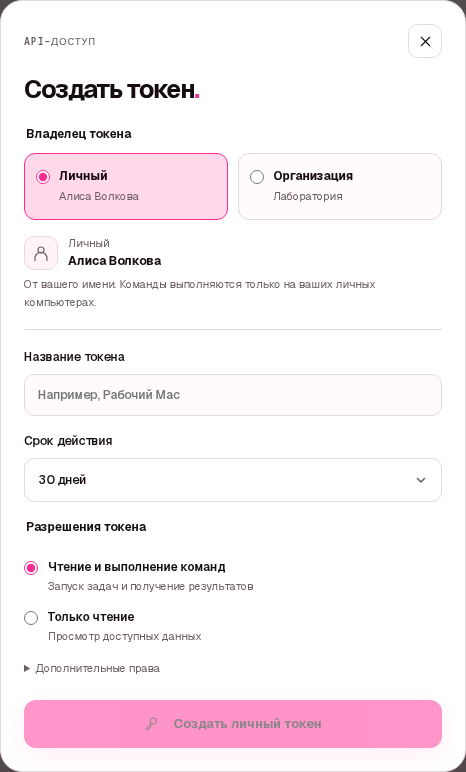 API-ДОСТУП
Создать токен.
Владелец токена
Личный
Алиса Волкова
Организация
Лаборатория
Личный
Алиса Волкова
От вашего имени. Команды выполняются только на ваших личных
компьютерах.
Название токена
Например, Рабочий Mac
Срок действия
30 дней
Разрешения токена
Чтение и выполнение команд
Запуск задач и получение результатов
Только чтение
Просмотр доступных данных
Дополнительные права
Создать личный токен